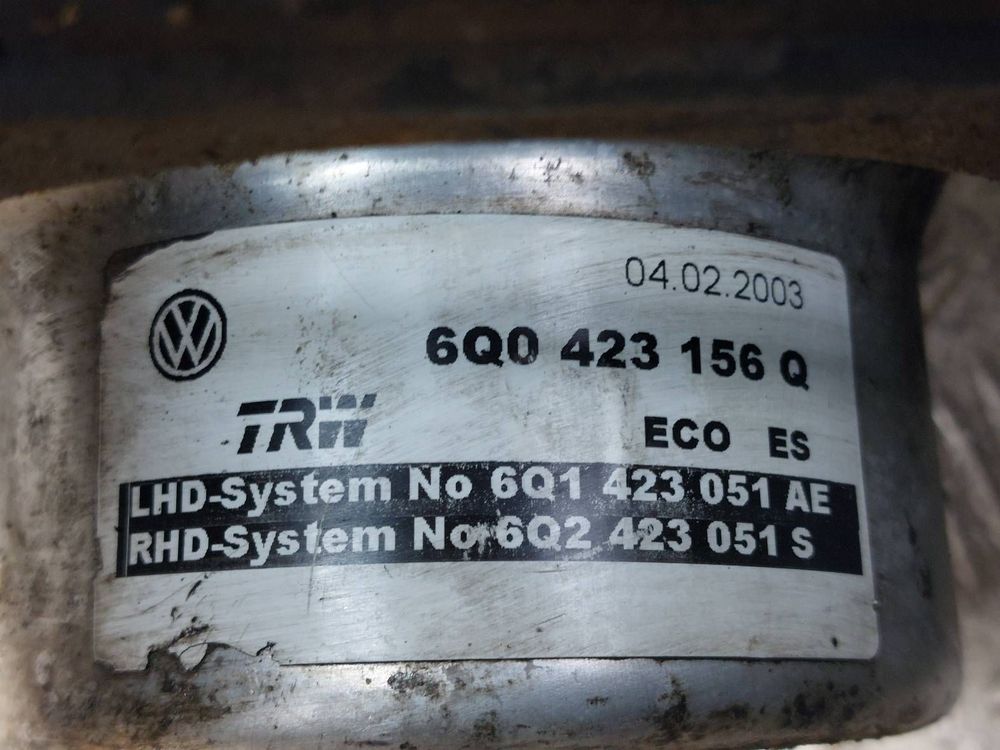 04.02.2003
6Q0 423 156 Q
TRW
ECO ES
LHD-System No 6Q1 423 051 AE
RHD-System No 6Q2 423 051 S